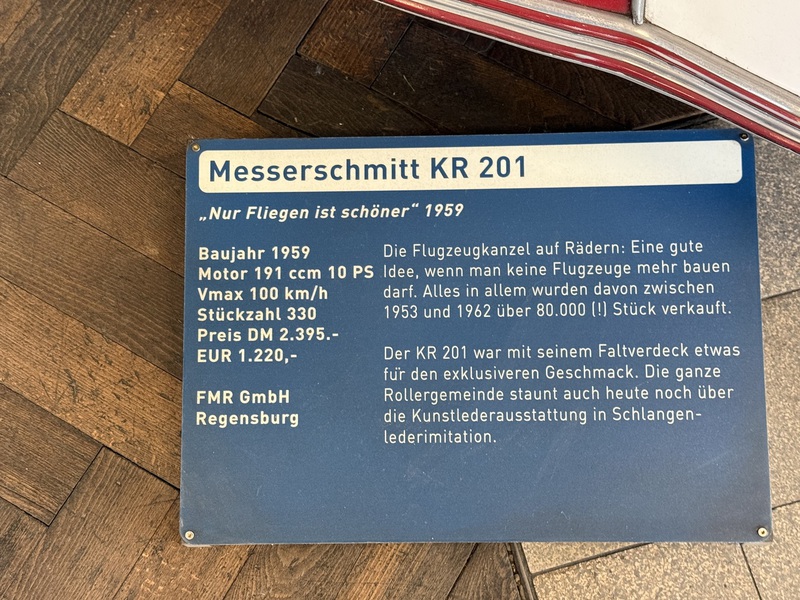 Messerschmitt KR 201
„Nur Fliegen ist schöner“ 1959
Baujahr 1959
Motor 191 ccm 10 PS
Vmax 100 km/h
Stückzahl 330
Preis DM 2.395.-
EUR 1.220,-
FMR GmbH
Regensburg
Die Flugzeugkanzel auf Rädern: Eine gute
Idee, wenn man keine Flugzeuge mehr bauen
darf. Alles in allem wurden davon zwischen
1953 und 1962 über 80.000 (!) Stück verkauft.
Der KR 201 war mit seinem Faltverdeck etwas
für den exklusiveren Geschmack. Die ganze
Rollergemeinde staunt auch heute noch über
die Kunstlederausstattung in Schlangen-
lederimitation.